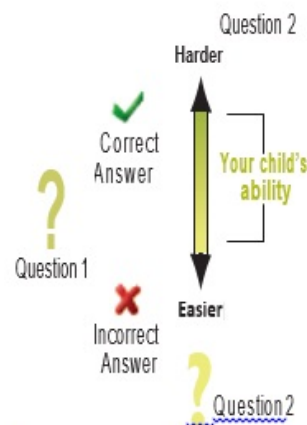 Question 2
Harder
Correct
Answer
Your child's
ability
?
Question 1
Easier
Incorrect
Answer
?
Question 2